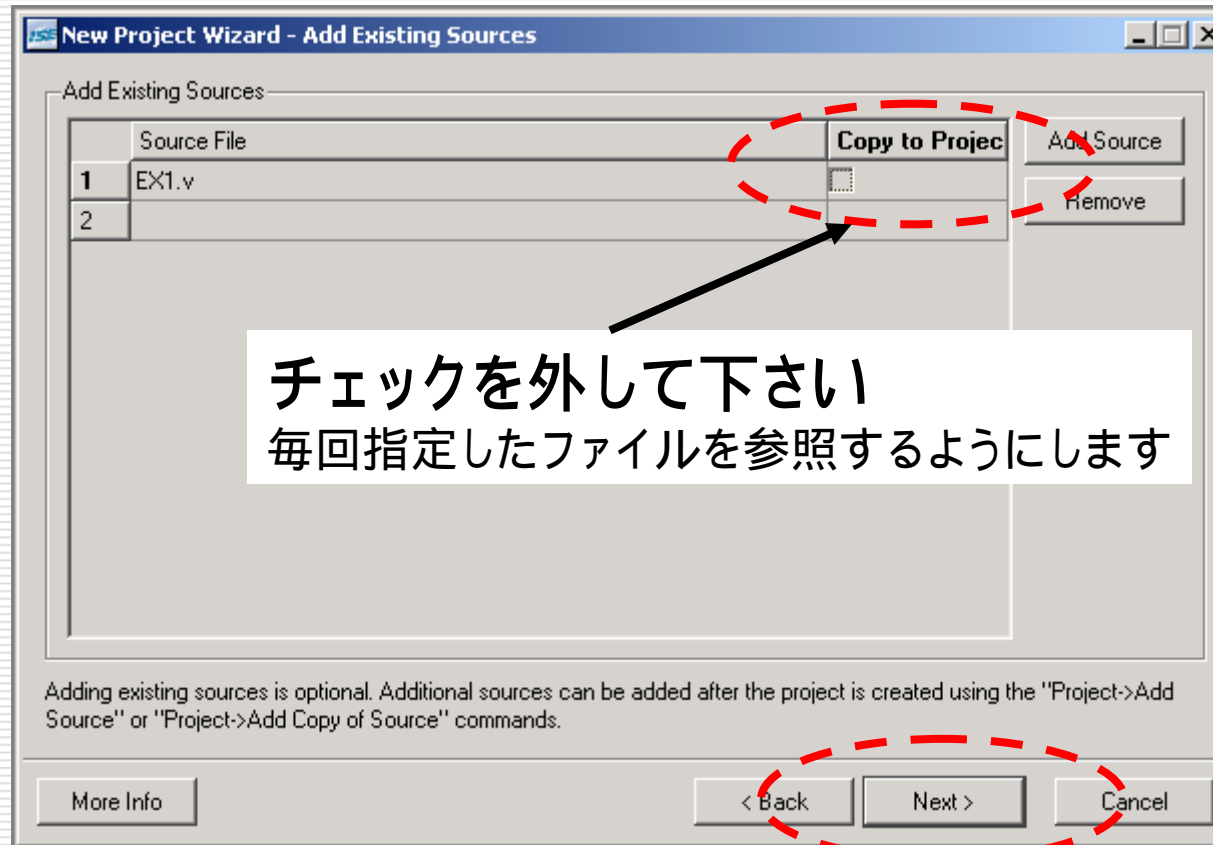 ISE New Project Wizard - Add Existing Sources
Add Existing Sources
Source File Copy to Projec Add Source
1 EX1.v
Remove
2
チェックを外して下さい
毎回指定したファイルを参照するようにします
Adding existing sources is optional. Additional sources can be added after the project is created using the "Project->Add
Source" or "Project->Add Copy of Source" commands.
More Info < Back Next > Cancel